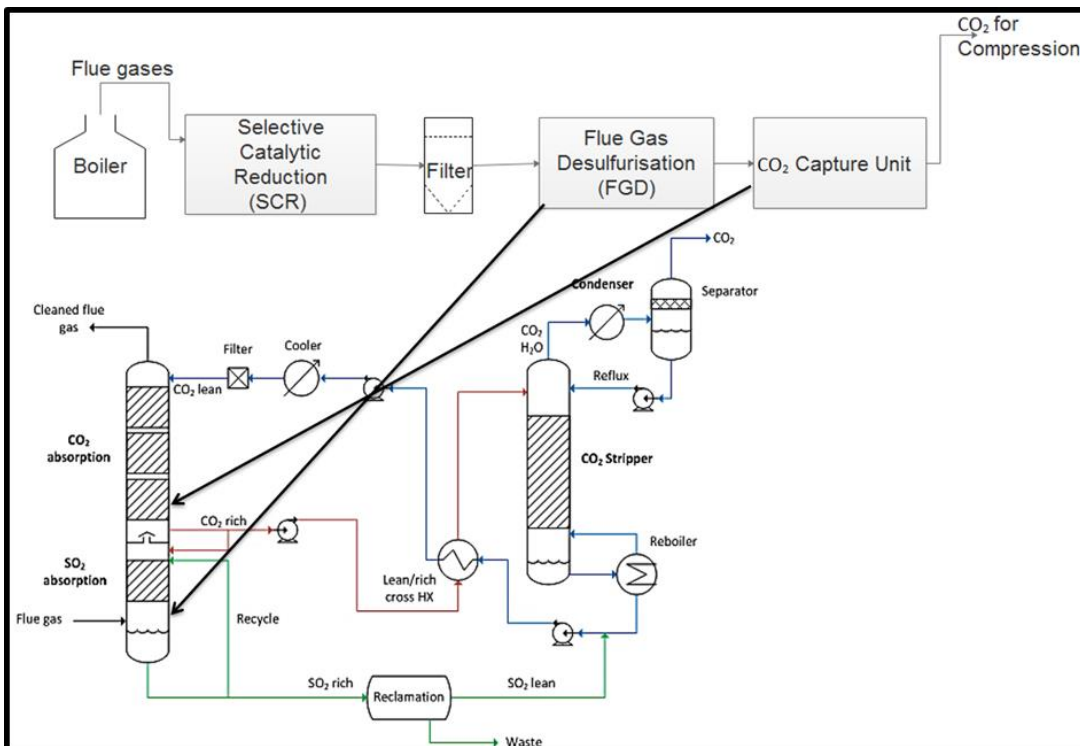 CO₂ for
Compression
Flue gases
Boiler
Selective
Catalytic
Reduction
(SCR)
Filter
Flue Gas
Desulfurisation
(FGD)
CO₂ Capture Unit
CO₂
Condenser
Separator
Cleaned flue
gas
Filter
Cooler
CO₂
H₂O
CO₂ lean
Reflux
CO₂
absorption
CO₂ Stripper
CO₂ rich
Reboiler
SO₂
absorption
Lean/rich
cross HX
Flue gas
Recycle
SO₂ rich
Reclamation
SO₂ lean
Waste